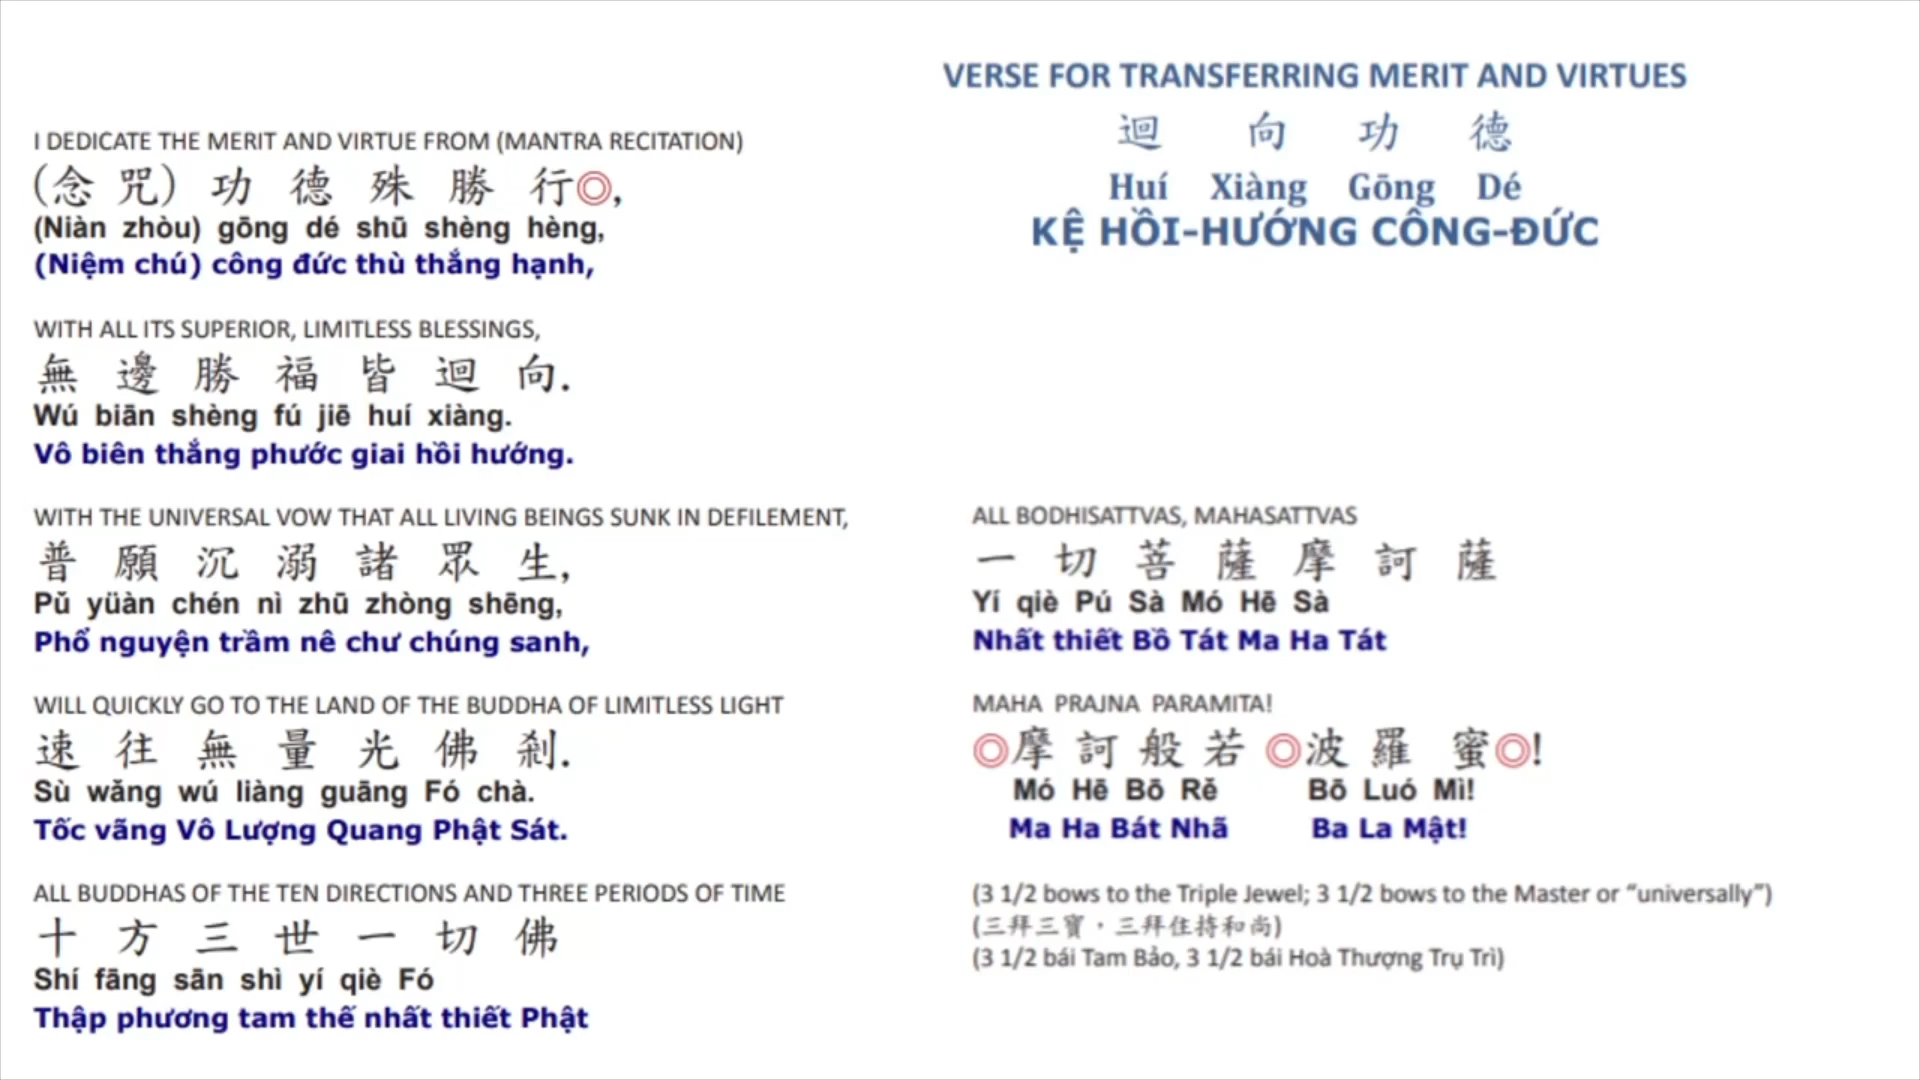 VERSE FOR TRANSFERRING MERIT AND VIRTUES
迴 向 功 德
Huí Xiàng Gōng Dé
KỆ HỒI-HƯỚNG CÔNG-ĐỨC
I DEDICATE THE MERIT AND VIRTUE FROM (MANTRA RECITATION)
(念 咒) 功 德 殊 勝 行◎,
(Niàn zhòu) gōng dé shū shèng hèng,
(Niệm chú) công đức thù thắng hạnh,
WITH ALL ITS SUPERIOR, LIMITLESS BLESSINGS,
無 邊 勝 福 皆 迴 向.
Wú biān shèng fú jiē huí xiàng.
Vô biên thắng phước giai hồi hướng.
WITH THE UNIVERSAL VOW THAT ALL LIVING BEINGS SUNK IN DEFILEMENT,
普 願 沉 溺 諸 眾 生,
Pǔ yüàn chén nì zhū zhòng shēng,
Phổ nguyện trầm nê chư chúng sanh,
WILL QUICKLY GO TO THE LAND OF THE BUDDHA OF LIMITLESS LIGHT
速 往 無 量 光 佛 剎.
Sù wǎng wú liàng guāng Fó chà.
Tốc vãng Vô Lượng Quang Phật Sát.
ALL BUDDHAS OF THE TEN DIRECTIONS AND THREE PERIODS OF TIME
十 方 三 世 一 切 佛
Shí fāng sān shì yí qiè Fó
Thập phương tam thế nhất thiết Phật
ALL BODHISATTVAS, MAHASATTVAS
一 切 菩 薩 摩 訶 薩
Yí qiè Pú Sà Mó Hē Sà
Nhất thiết Bồ Tát Ma Ha Tát
MAHA PRAJNA PARAMITA!
◎摩 訶 般 若 ◎波 羅 蜜◎!
Mó Hē Bō Rě Bō Luó Mì!
Ma Ha Bát Nhã Ba La Mật!
(3 1/2 bows to the Triple Jewel; 3 1/2 bows to the Master or “universally”)
(三拜三寶，三拜住持和尚)
(3 1/2 bái Tam Bảo, 3 1/2 bái Hoà Thượng Trụ Trì)